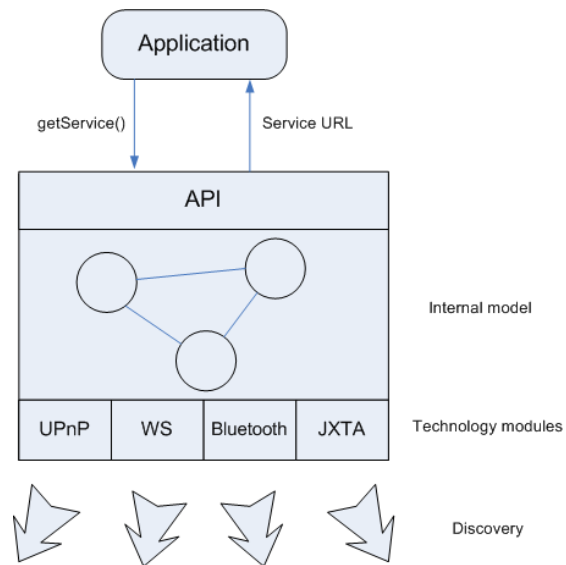 Application
getService()
Service URL
API
Internal model
UPnP
WS
Bluetooth
JXTA
Technology modules
Discovery